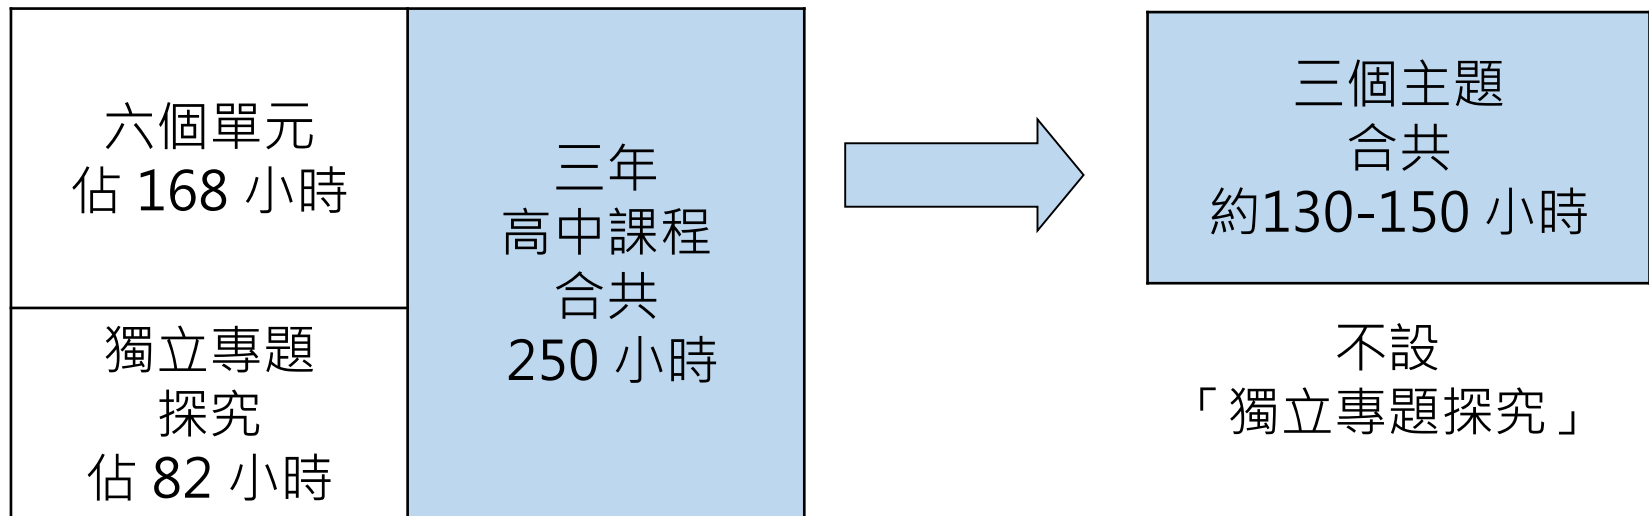 六個單元
佔 168 小時
獨立專題
探究
佔 82 小時
三年
高中課程
合共
250 小時
三個主題
合共
約130-150 小時
不設
「獨立專題探究」